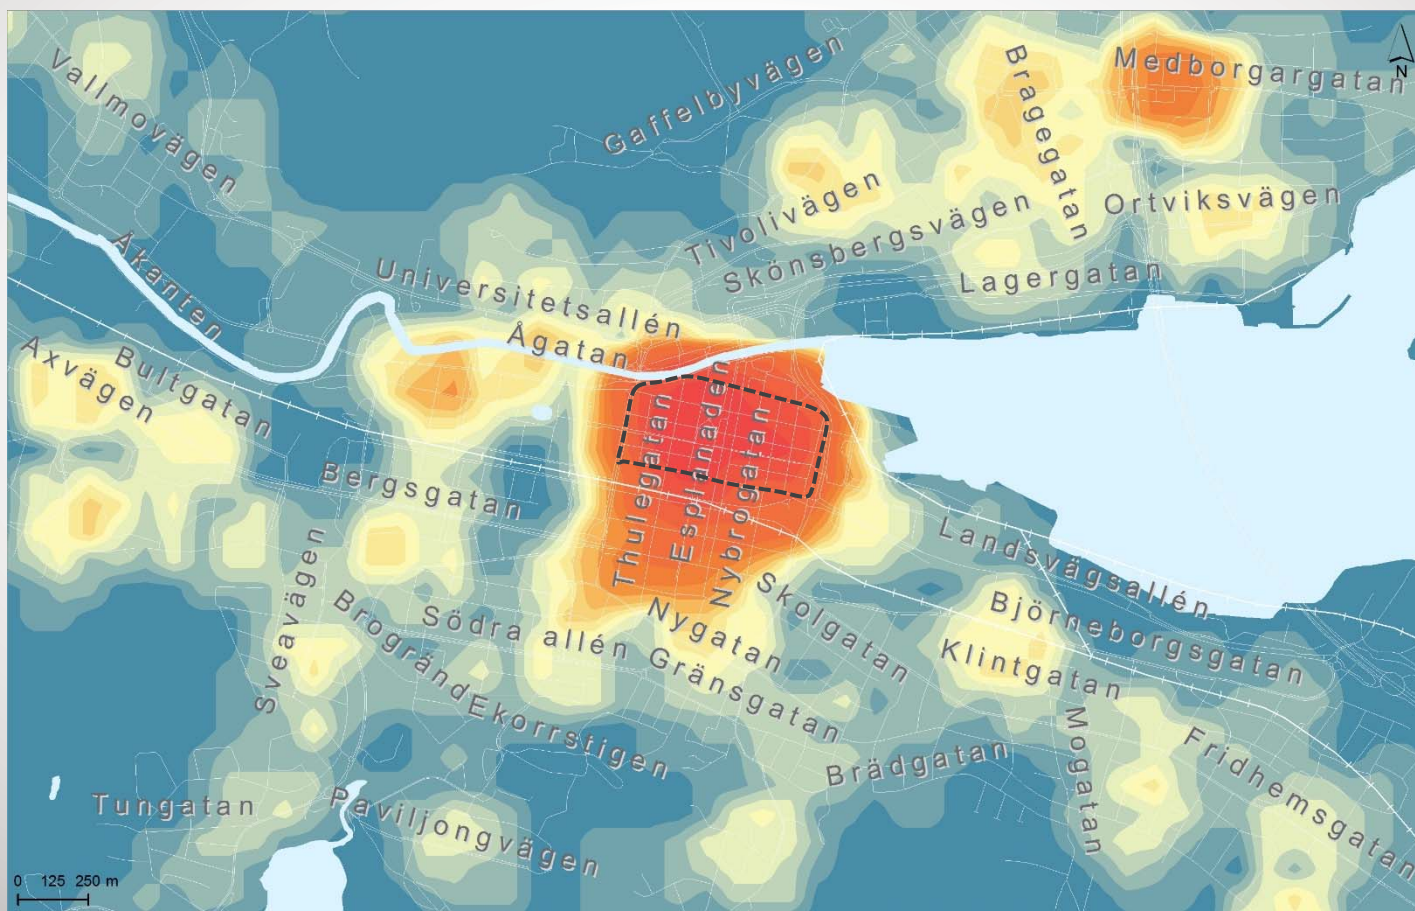 Vallmovägen
Gaffelbyvägen
Bragegatan
Medborgargatan
N
Åkanten
Universitetsallén
Tivolivägen
Skönsbergsvägen
Ortviksvägen
Lagergatan
Ågatan
Axvägen
Bultgatan
Bergsgatan
Thulegatan
Esplanaden
Nybrogatan
Landsvägsallén
Sveavägen
Brogränd
Södra allén
Nygatan
Skolgatan
Björneborgsgatan
Klintgatan
Gränsgatan
Ekorrstigen
Brädgatan
Mogatan
Fridhemsgatan
Tungatan
Paviljongvägen
0 125 250 m